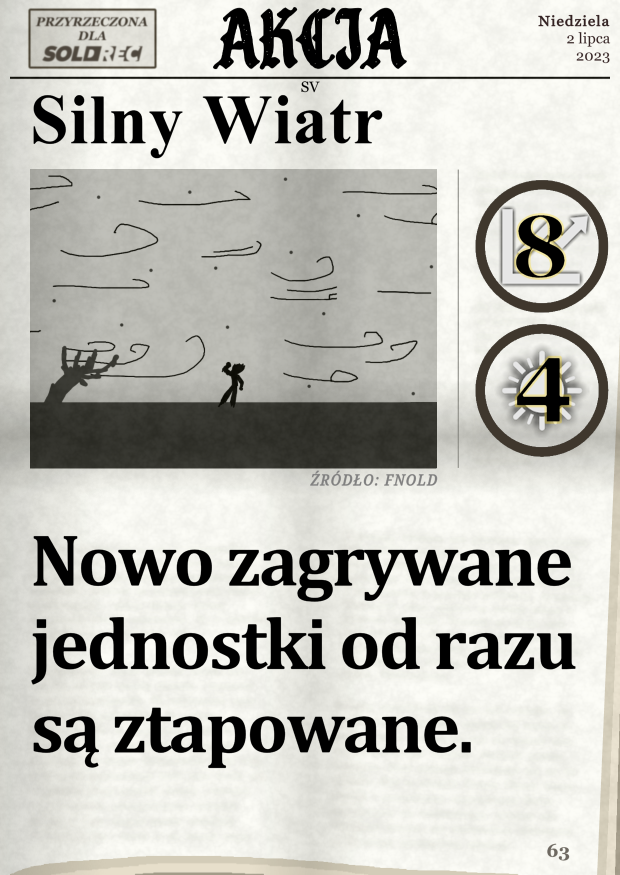 PRZYRZECZONA
DLA
SOLDREC
AKCJA
Niedziela
2 lipca
2023
SV
Silny Wiatr
8
4
ŹRÓDŁO: FNOLD
Nowo zagrywane
jednostki od razu
są ztapowane.
63